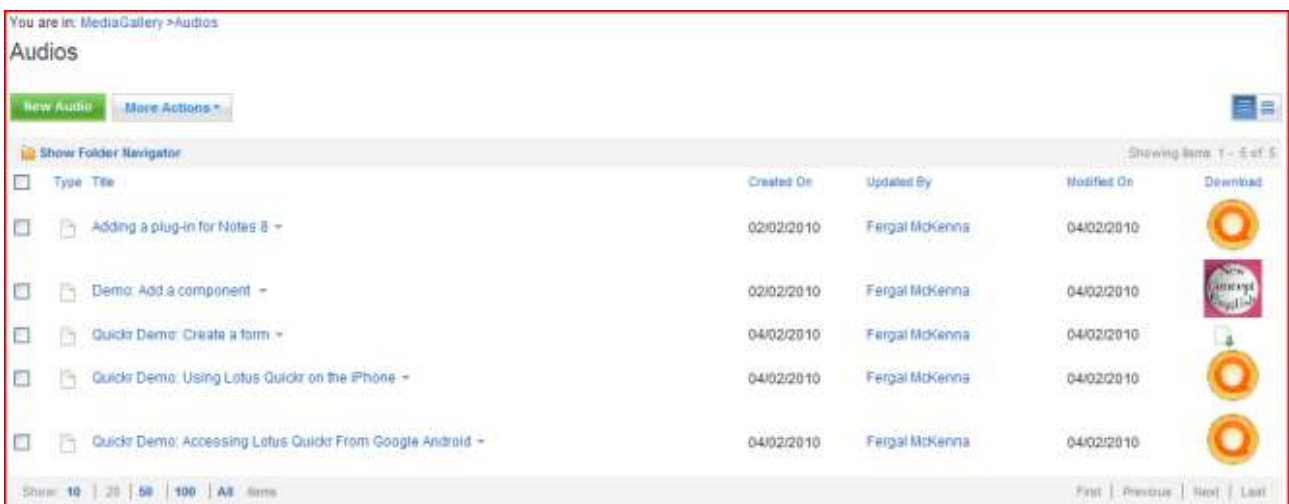 You are in: MediaGallery >Audios
Audios
New Audio More Actions
Show Folder Navigator Showing items 1 - 5 of 5
Type Title Created On Updated By Modified On Download
Adding a plug-in for Notes 8 02/02/2010 Fergal McKenna 04/02/2010
New Concept English
Demo: Add a component 02/02/2010 Fergal McKenna 04/02/2010
Quickr Demo: Create a form 04/02/2010 Fergal McKenna 04/02/2010
Quickr Demo: Using Lotus Quickr on the iPhone 04/02/2010 Fergal McKenna 04/02/2010
Quickr Demo: Accessing Lotus Quickr From Google Android 04/02/2010 Fergal McKenna 04/02/2010
Show: 10 | 20 | 50 | 100 | All items First | Previous | Next | Last